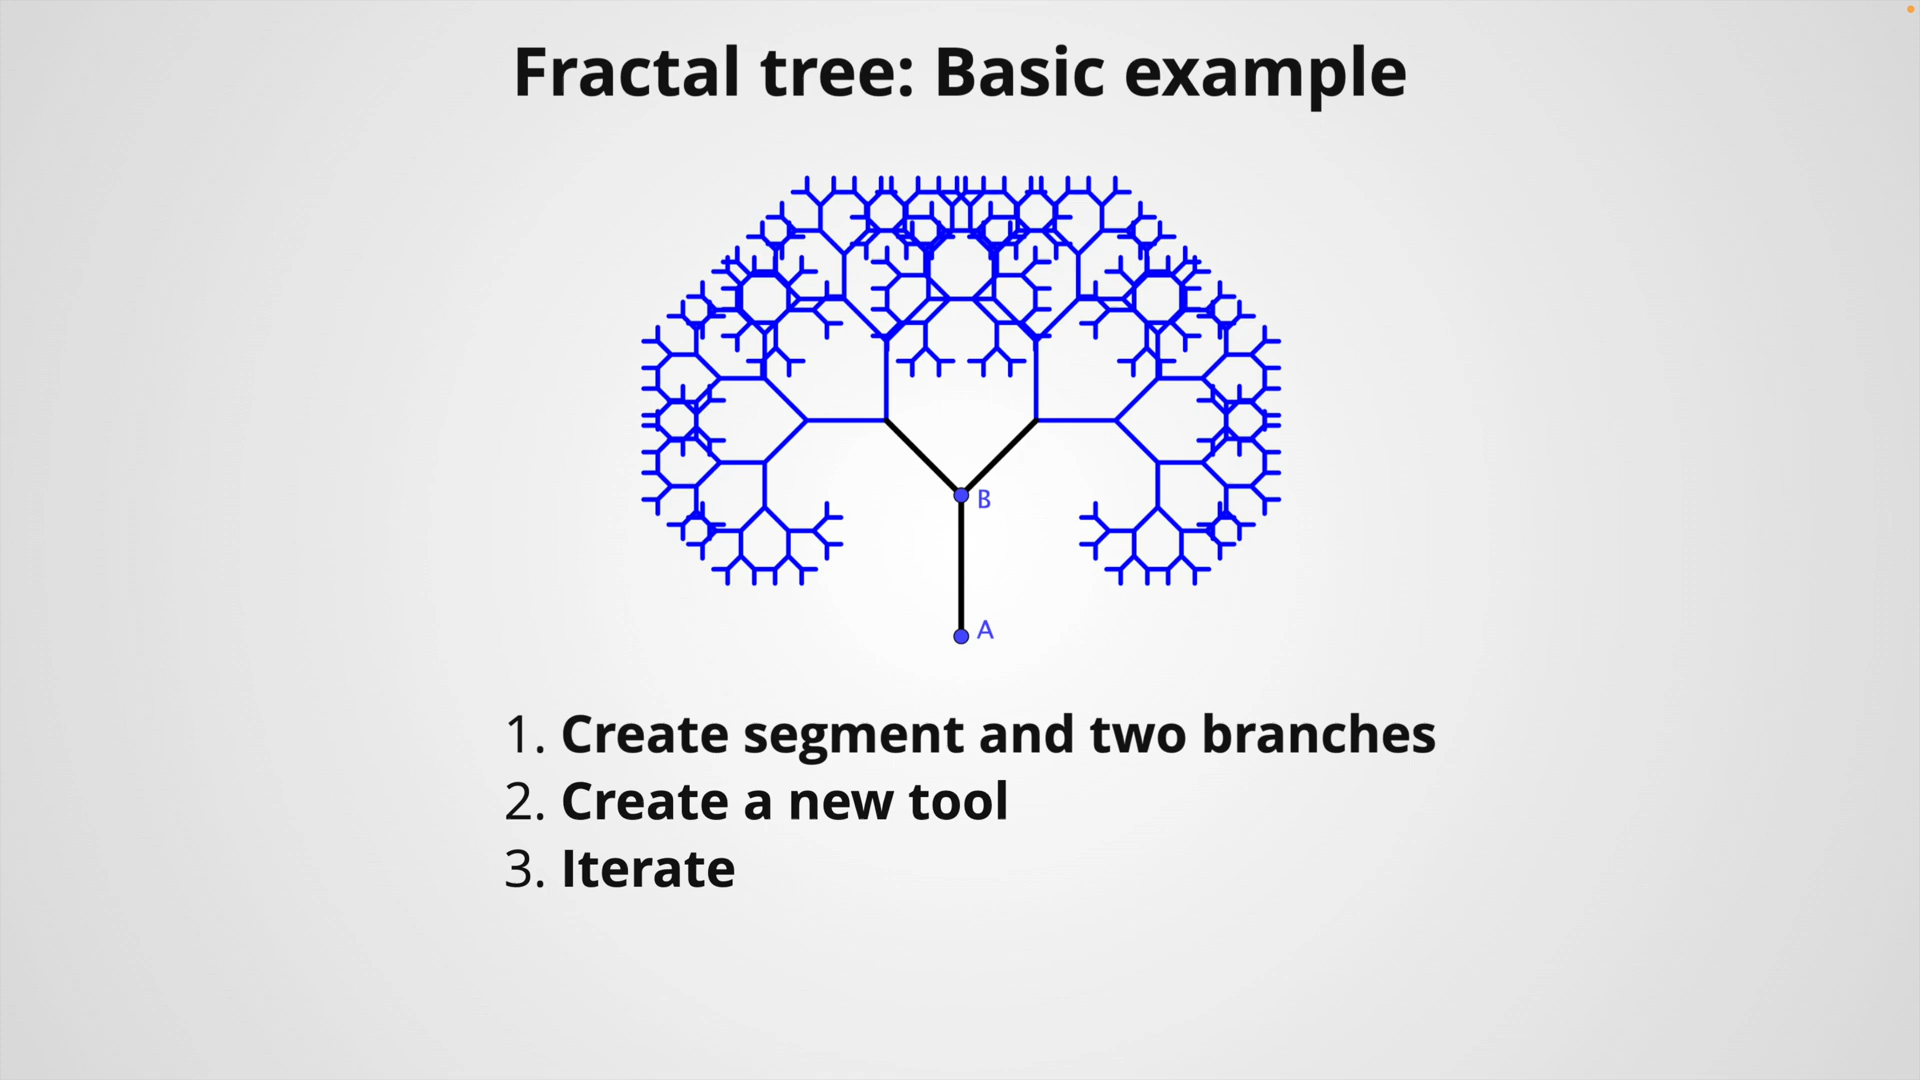 Fractal tree: Basic example
B
A
1. Create segment and two branches
2. Create a new tool
3. Iterate